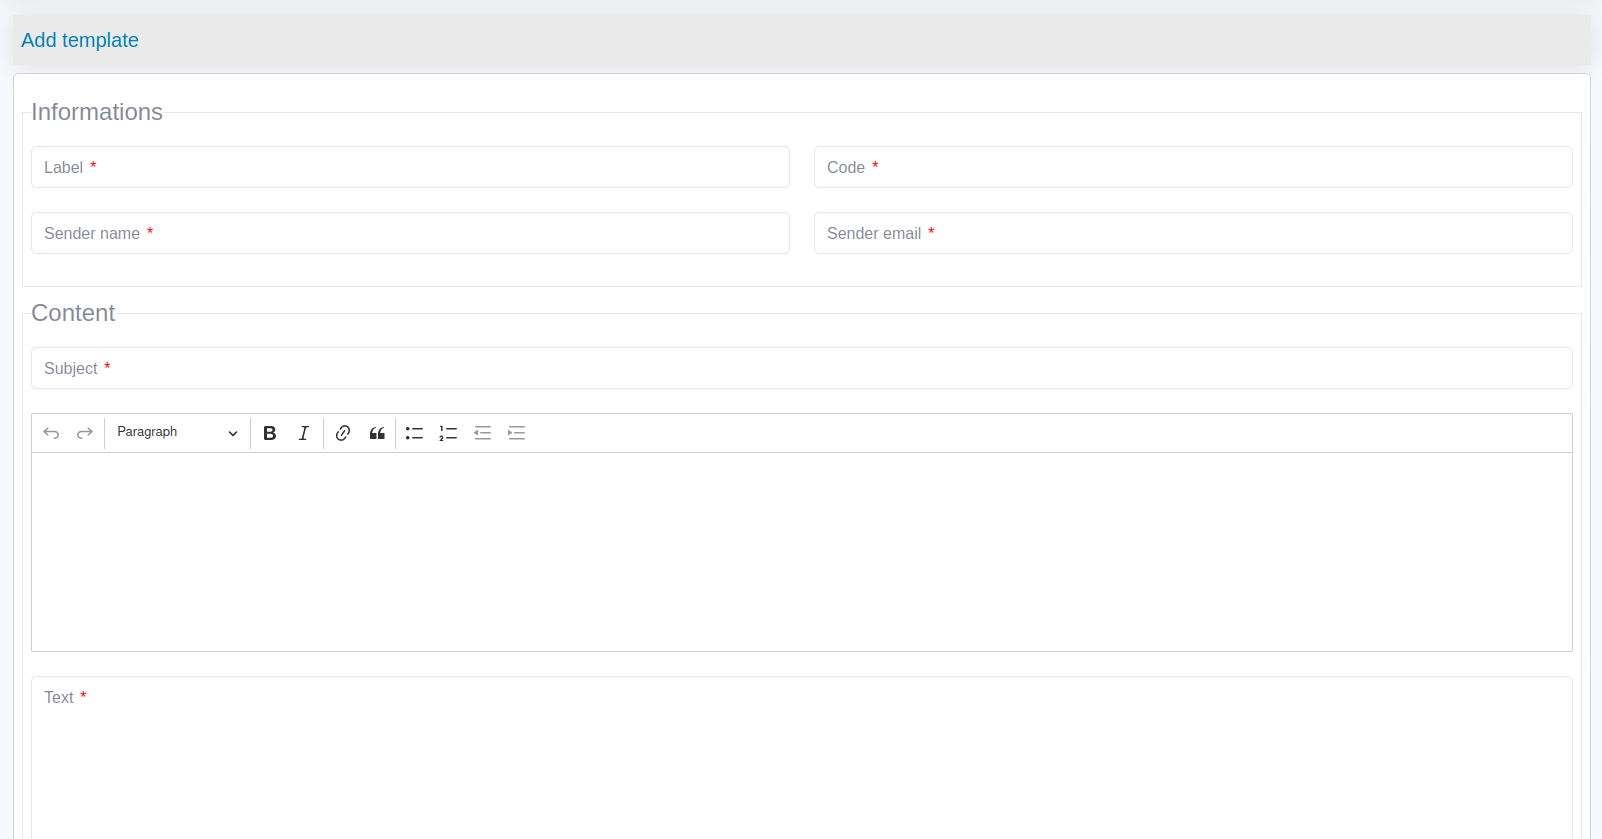 Add template
Informations
Label *
Code *
Sender name *
Sender email *
Content
Subject *
Paragraph
Text *